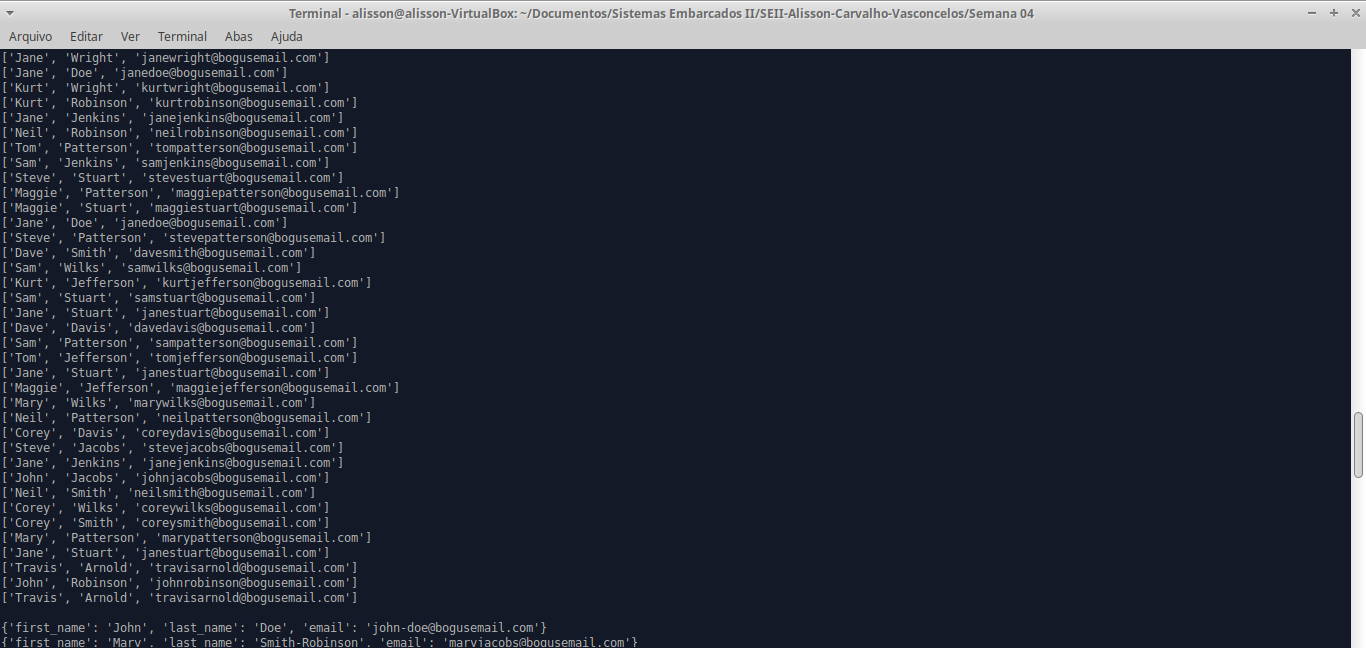 Terminal - alisson@alisson-VirtualBox: ~/Documentos/Sistemas Embarcados II/SEII-Alisson-Carvalho-Vasconcelos/Semana 04
Arquivo Editar Ver Terminal Abas Ajuda
['Jane', 'Wright', 'janewright@bogusemail.com']
['Jane', 'Doe', 'janedoe@bogusemail.com']
['Kurt', 'Wright', 'kurtwright@bogusemail.com']
['Kurt', 'Robinson', 'kurtrobinson@bogusemail.com']
['Jane', 'Jenkins', 'janejenkins@bogusemail.com']
['Neil', 'Robinson', 'neilrobinson@bogusemail.com']
['Tom', 'Patterson', 'tompatterson@bogusemail.com']
['Sam', 'Jenkins', 'samjenkins@bogusemail.com']
['Steve', 'Stuart', 'stevestuart@bogusemail.com']
['Maggie', 'Patterson', 'maggiepatterson@bogusemail.com']
['Maggie', 'Stuart', 'maggiestuart@bogusemail.com']
['Jane', 'Doe', 'janedoe@bogusemail.com']
['Steve', 'Patterson', 'stevepatterson@bogusemail.com']
['Dave', 'Smith', 'davesmith@bogusemail.com']
['Sam', 'Wilks', 'samwilks@bogusemail.com']
['Kurt', 'Jefferson', 'kurtjefferson@bogusemail.com']
['Sam', 'Stuart', 'samstuart@bogusemail.com']
['Jane', 'Stuart', 'janestuart@bogusemail.com']
['Dave', 'Davis', 'davedavis@bogusemail.com']
['Sam', 'Patterson', 'sampatterson@bogusemail.com']
['Tom', 'Jefferson', 'tomjefferson@bogusemail.com']
['Jane', 'Stuart', 'janestuart@bogusemail.com']
['Maggie', 'Jefferson', 'maggiejefferson@bogusemail.com']
['Mary', 'Wilks', 'marywilks@bogusemail.com']
['Neil', 'Patterson', 'neilpatterson@bogusemail.com']
['Corey', 'Davis', 'coreydavis@bogusemail.com']
['Steve', 'Jacobs', 'stevejacobs@bogusemail.com']
['Jane', 'Jenkins', 'janejenkins@bogusemail.com']
['John', 'Jacobs', 'johnjacobs@bogusemail.com']
['Neil', 'Smith', 'neilsmith@bogusemail.com']
['Corey', 'Wilks', 'coreywilks@bogusemail.com']
['Corey', 'Smith', 'coreysmith@bogusemail.com']
['Mary', 'Patterson', 'marypatterson@bogusemail.com']
['Jane', 'Stuart', 'janestuart@bogusemail.com']
['Travis', 'Arnold', 'travisarnold@bogusemail.com']
['John', 'Robinson', 'johnrobinson@bogusemail.com']
['Travis', 'Arnold', 'travisarnold@bogusemail.com']
{'first_name': 'John', 'last_name': 'Doe', 'email': 'john-doe@bogusemail.com'}
{'first_name': 'Mary', 'last_name': 'Smith-Robinson', 'email': 'maryjacobs@bogusemail.com'}